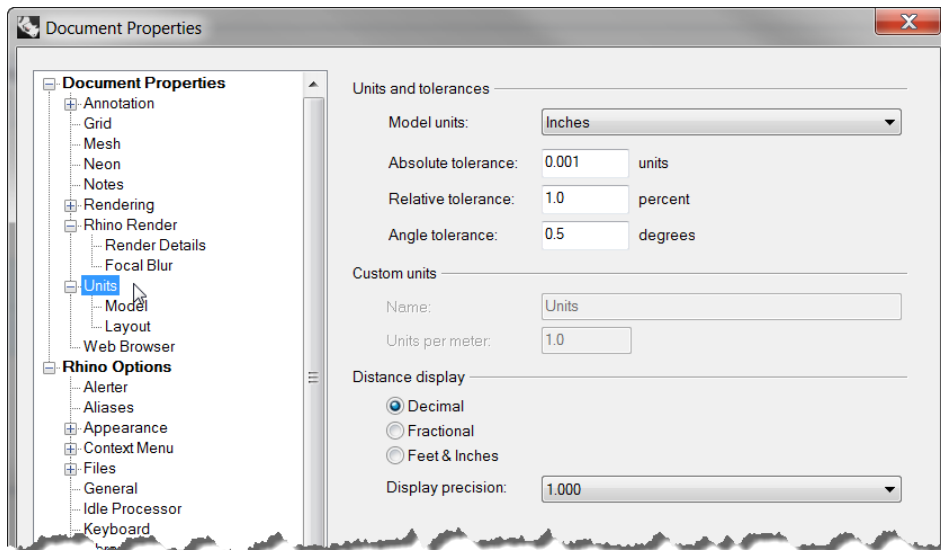 Document Properties
Document Properties
Annotation
Grid
Mesh
Neon
Notes
Rendering
Rhino Render
Render Details
Focal Blur
Units
Model
Layout
Web Browser
Rhino Options
Alerter
Aliases
Appearance
Context Menu
Files
General
Idle Processor
Keyboard
Units and tolerances
Model units: Inches
Absolute tolerance: 0.001 units
Relative tolerance: 1.0 percent
Angle tolerance: 0.5 degrees
Custom units
Name: Units
Units per meter: 1.0
Distance display
Decimal
Fractional
Feet & Inches
Display precision: 1.000